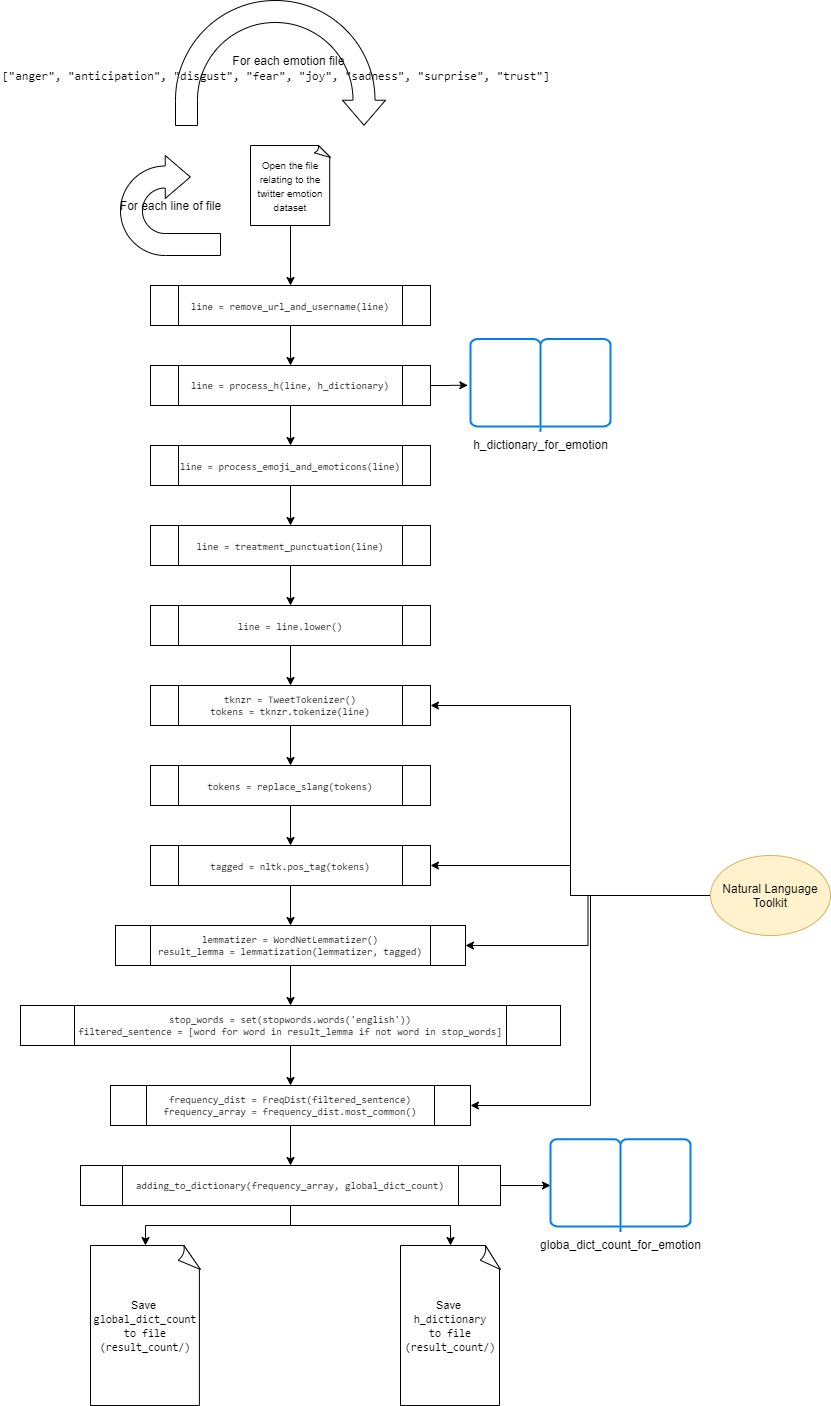 For each emotion file
["anger", "anticipation", "disgust", "fear", "joy", "sadness", "surprise", "trust"]
Open the file
relating to the
twitter emotion
dataset
For each line of file
line = remove_url_and_username(line)
line = process_h(line, h_dictionary)
h_dictionary_for_emotion
line = process_emoji_and_emoticons(line)
line = treatment_punctuation(line)
line = line.lower()
tknzr = TweetTokenizer()
tokens = tknzr.tokenize(line)
tokens = replace_slang(tokens)
tagged = nltk.pos_tag(tokens)
Natural Language
Toolkit
lemmatizer = WordNetLemmatizer()
result_lemma = lemmatization(lemmatizer, tagged)
stop_words = set(stopwords.words('english'))
filtered_sentence = [word for word in result_lemma if not word in stop_words]
frequency_dist = FreqDist(filtered_sentence)
frequency_array = frequency_dist.most_common()
adding_to_dictionary(frequency_array, global_dict_count)
globa_dict_count_for_emotion
Save
global_dict_count
to file
(result_count/)
Save
h_dictionary
to file
(result_count/)